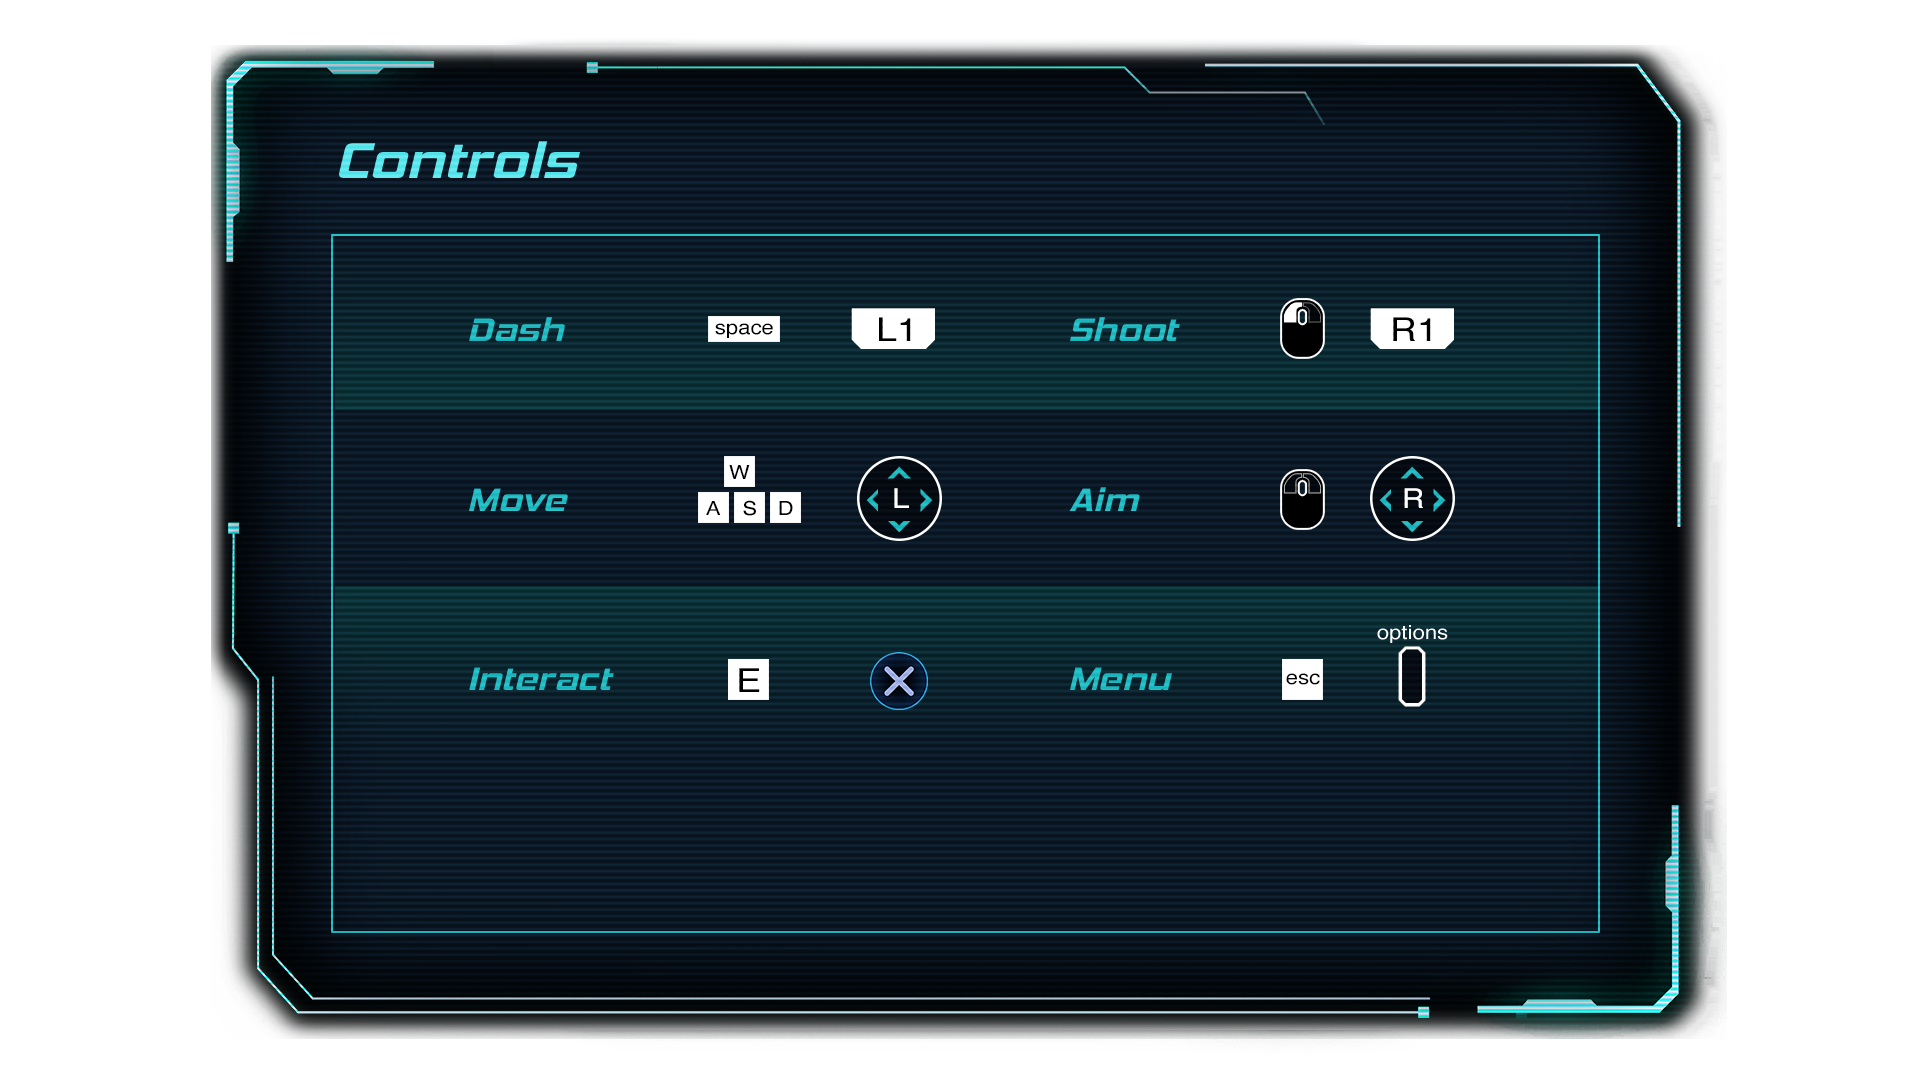 Controls
Dash space L1 Shoot R1
W
Move A S D L Aim R
options
Interact E Menu esc